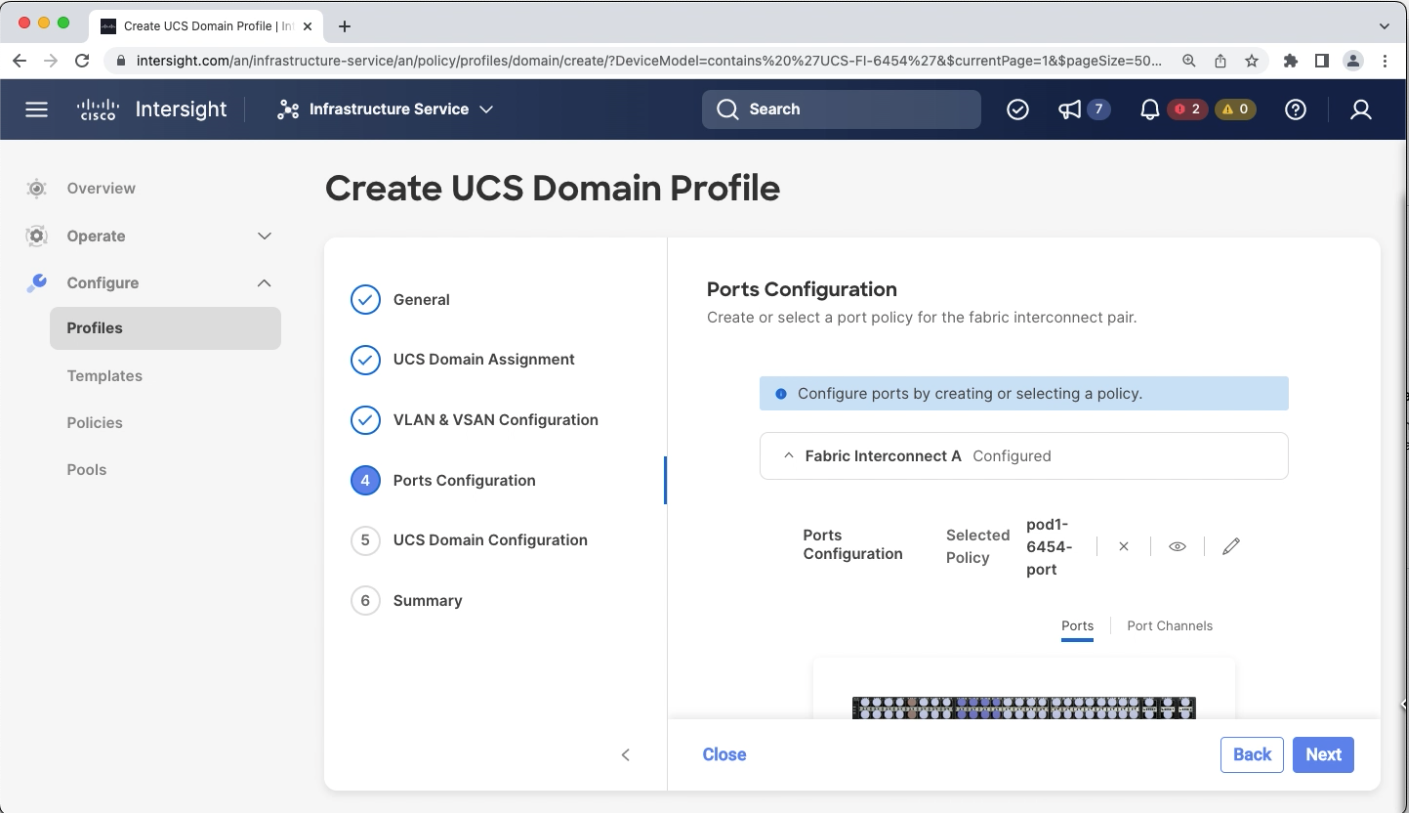 Create UCS Domain Profile | Int
intersight.com/an/infrastructure-service/an/policy/profiles/domain/create/?DeviceModel=contains%20%27UCS-FI-6454%27&$currentPage=1&$pageSize=50...
cisco Intersight
Infrastructure Service
Search
7
2
0
Overview
Operate
Configure
Profiles
Templates
Policies
Pools
Create UCS Domain Profile
General
UCS Domain Assignment
VLAN & VSAN Configuration
4 Ports Configuration
5 UCS Domain Configuration
6 Summary
Ports Configuration
Create or select a port policy for the fabric interconnect pair.
Configure ports by creating or selecting a policy.
Fabric Interconnect A Configured
Ports
Configuration
Selected
Policy
pod1-
6454-
port
Ports
Port Channels
Close
Back
Next